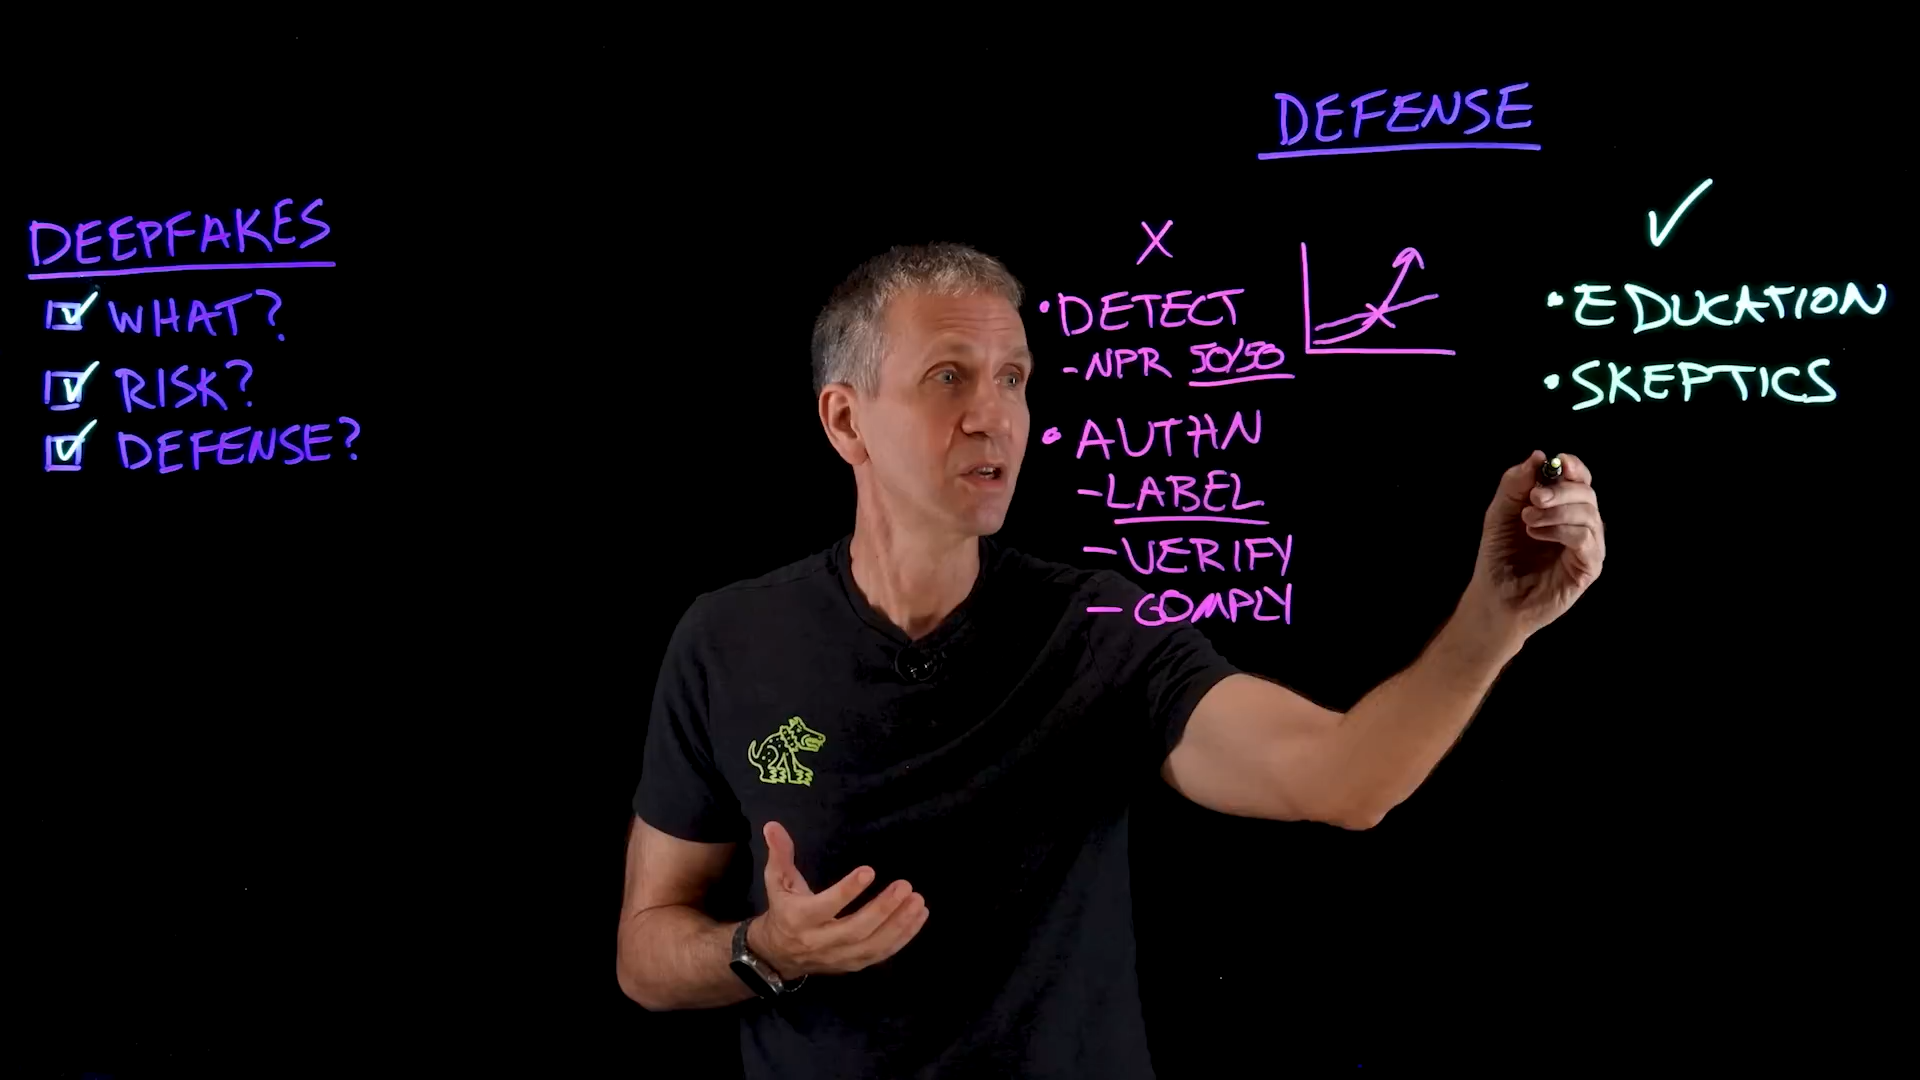 DEEPFAKES
WHAT?
RISK?
DEFENSE?
DEFENSE
X
• DETECT
- NPR 50/50
• AUTHN
- LABEL
- VERIFY
- COMPLY
✓
• EDUCATION
• SKEPTICS